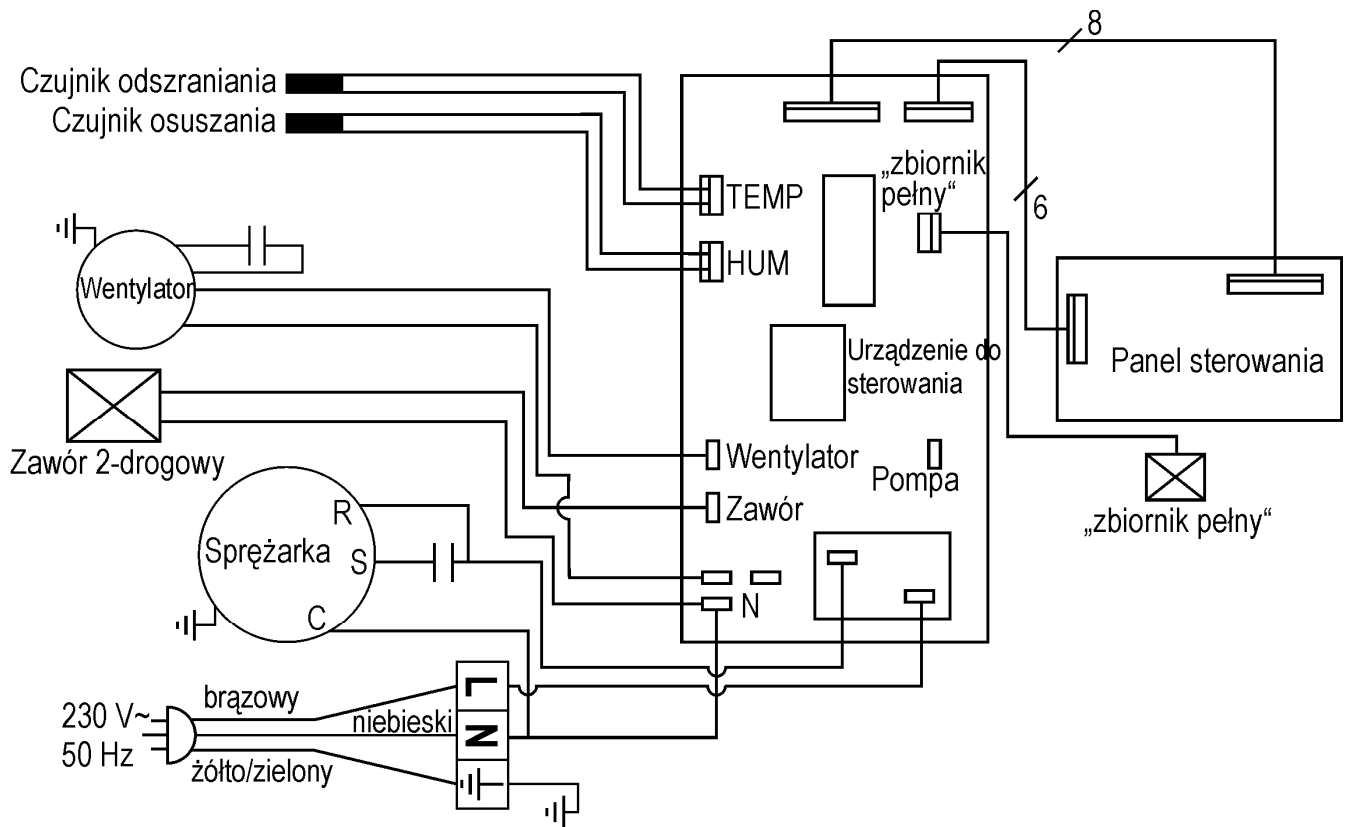 8
Czujnik odszraniania
Czujnik osuszania
„zbiornik
pełny“
TEMP
6
HUM
Wentylator
Urządzenie do
sterowania
Panel sterowania
Zawór 2-drogowy
Wentylator
Pompa
Zawór
„zbiornik pełny“
R
Sprężarka
S
C
N
L
brązowy
230 V~
niebieski
N
50 Hz
żółto/zielony